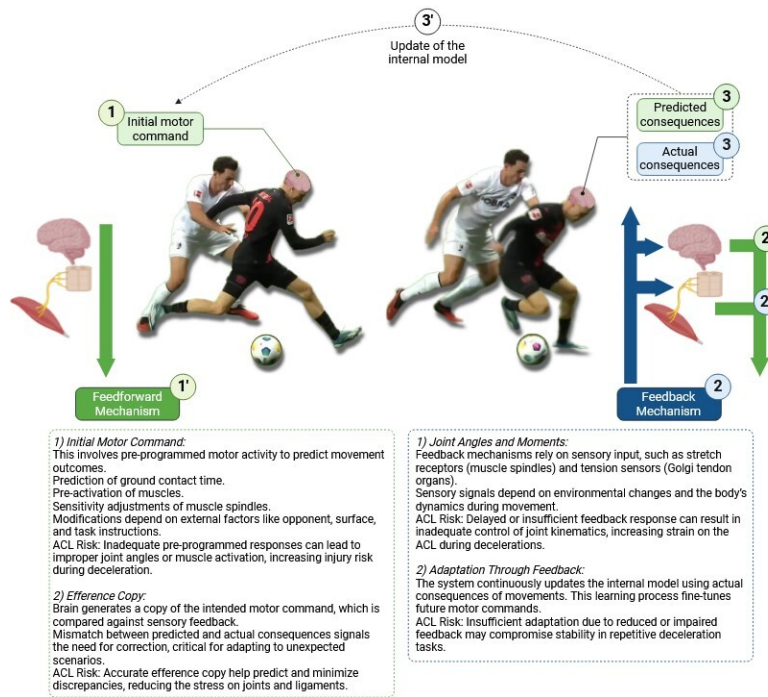 3'
Update of the
internal model
1
Initial motor
command
3
Predicted
consequences
3
Actual
consequences
2
2
1'
Feedforward
Mechanism
2
Feedback
Mechanism
1) Initial Motor Command:
This involves pre-programmed motor activity to predict movement
outcomes.
Prediction of ground contact time.
Pre-activation of muscles.
Sensitivity adjustments of muscle spindles.
Modifications depend on external factors like opponent, surface,
and task instructions.
ACL Risk: Inadequate pre-programmed responses can lead to
improper joint angles or muscle activation, increasing injury risk
during deceleration.
2) Efference Copy:
Brain generates a copy of the intended motor command, which is
compared against sensory feedback.
Mismatch between predicted and actual consequences signals
the need for correction, critical for adapting to unexpected
scenarios.
ACL Risk: Accurate efference copy help predict and minimize
discrepancies, reducing the stress on joints and ligaments.
1) Joint Angles and Moments:
Feedback mechanisms rely on sensory input, such as stretch
receptors (muscle spindles) and tension sensors (Golgi tendon
organs).
Sensory signals depend on environmental changes and the body's
dynamics during movement.
ACL Risk: Delayed or insufficient feedback response can result in
inadequate control of joint kinematics, increasing strain on the
ACL during decelerations.
2) Adaptation Through Feedback:
The system continuously updates the internal model using actual
consequences of movements. This learning process fine-tunes
future motor commands.
ACL Risk: Insufficient adaptation due to reduced or impaired
feedback may compromise stability in repetitive deceleration
tasks.